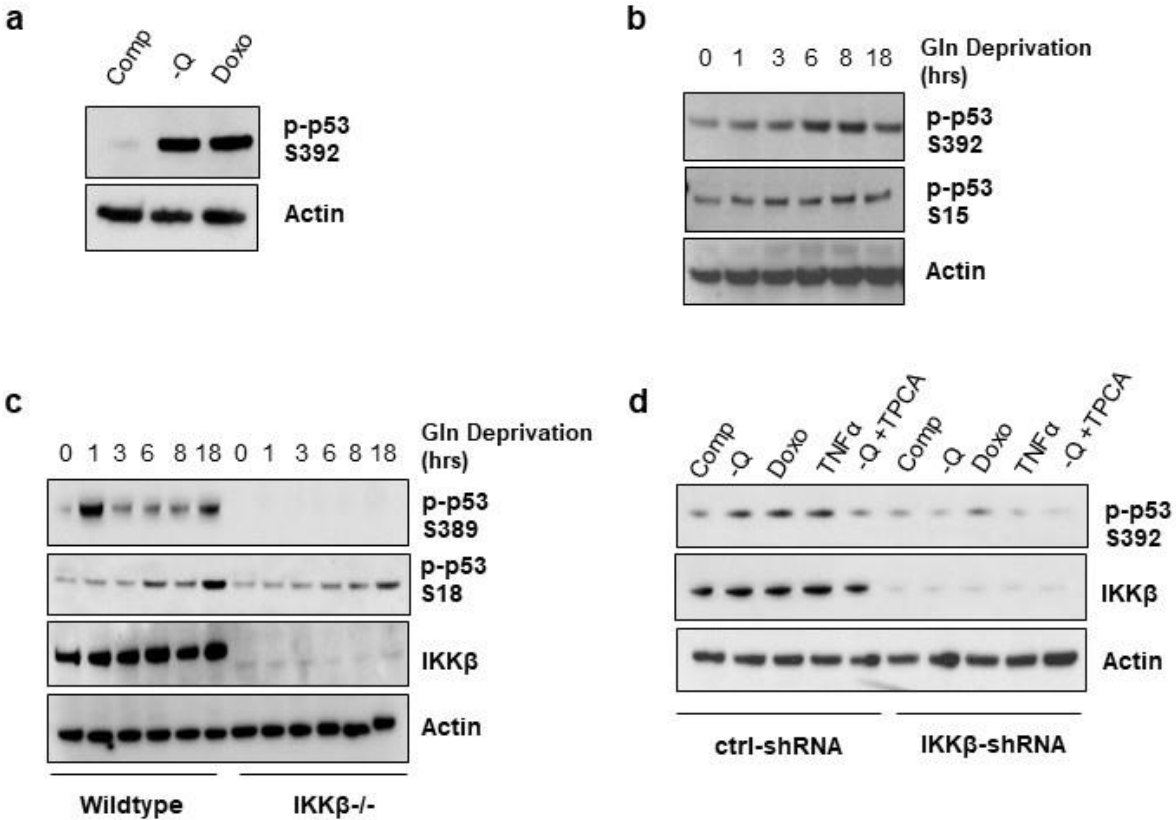 a
Comp -Q Doxo
p-p53
S392
Actin
b
0 1 3 6 8 18 Gln Deprivation
(hrs)
p-p53
S392
p-p53
S15
Actin
c
0 1 3 6 8 18 0 1 3 6 8 18 Gln Deprivation
(hrs)
p-p53
S389
p-p53
S18
IKKβ
Actin
Wildtype IKKβ-/-
d
Comp -Q Doxo TNFα -Q +TPCA Comp -Q Doxo TNFα -Q +TPCA
p-p53
S392
IKKβ
Actin
ctrl-shRNA IKKβ-shRNA